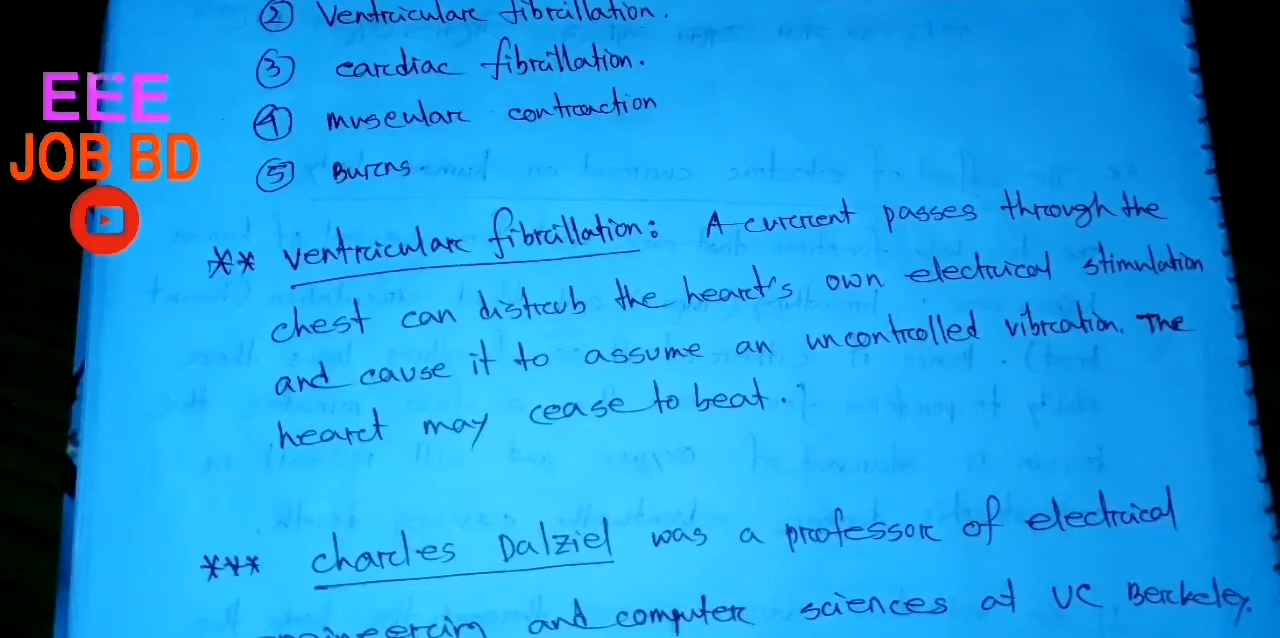 ② Ventricular fibrillation.
③ cardiac fibrillation.
④ muscular contraction
⑤ Burns
EEE
JOB BD
** ventricular fibrillation: A current passes through the
chest can distrub the heart's own electrical stimulation
and cause it to assume an uncontrolled vibration. The
heart may cease to beat.
*** charles Dalziel was a professor of electrical
engineering and computer sciences at UC Berkeley.